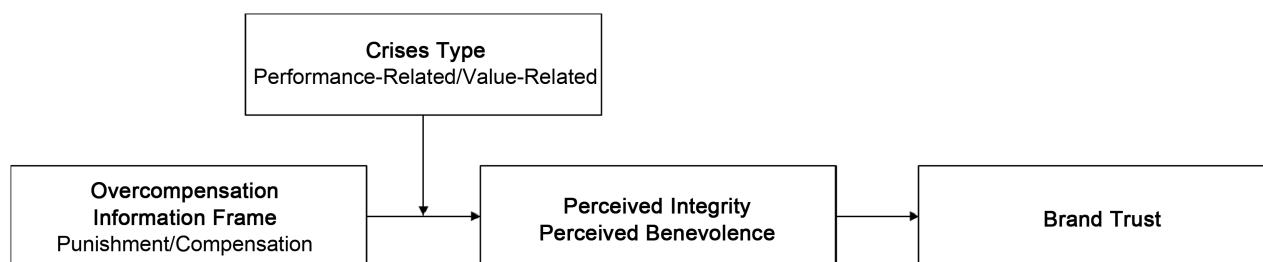 Crises Type
Performance-Related/Value-Related
Overcompensation
Information Frame
Punishment/Compensation
Perceived Integrity
Perceived Benevolence
Brand Trust